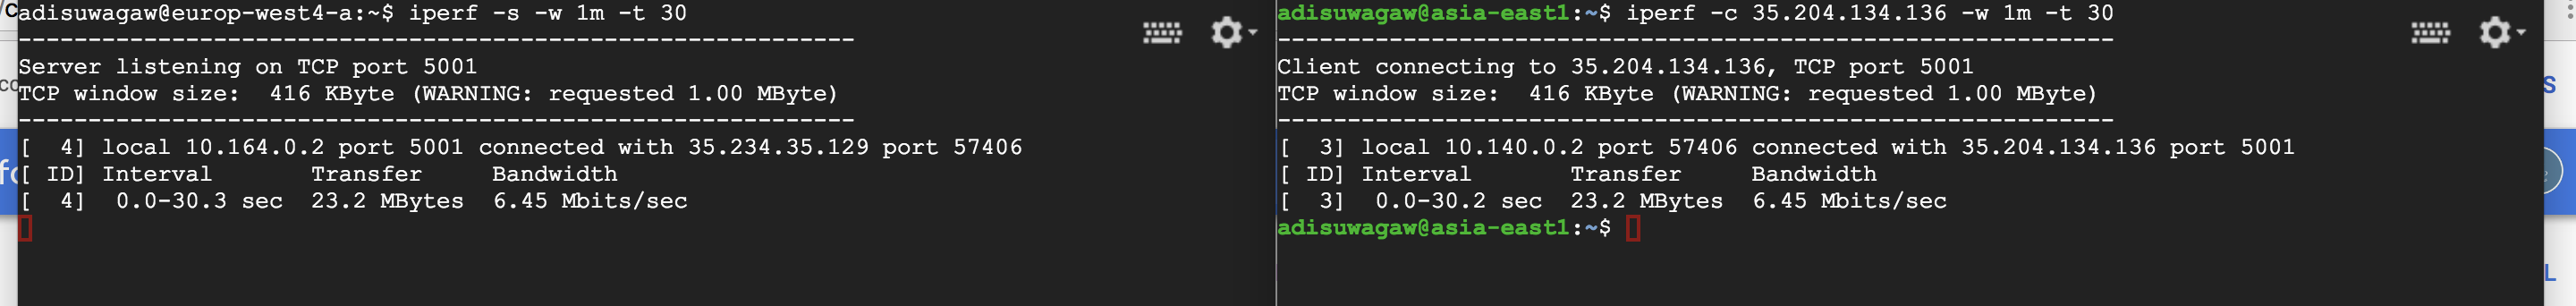 adisuwagaw@europ-west4-a:~$ iperf -s -w 1m -t 30
------------------------------------------------------------
Server listening on TCP port 5001
TCP window size:  416 KByte (WARNING: requested 1.00 MByte)
------------------------------------------------------------
[  4] local 10.164.0.2 port 5001 connected with 35.234.35.129 port 57406
[ ID] Interval       Transfer     Bandwidth
[  4]  0.0-30.3 sec  23.2 MBytes  6.45 Mbits/sec
adisuwagaw@asia-east1:~$ iperf -c 35.204.134.136 -w 1m -t 30
------------------------------------------------------------
Client connecting to 35.204.134.136, TCP port 5001
TCP window size:  416 KByte (WARNING: requested 1.00 MByte)
------------------------------------------------------------
[  3] local 10.140.0.2 port 57406 connected with 35.204.134.136 port 5001
[ ID] Interval       Transfer     Bandwidth
[  3]  0.0-30.2 sec  23.2 MBytes  6.45 Mbits/sec
adisuwagaw@asia-east1:~$